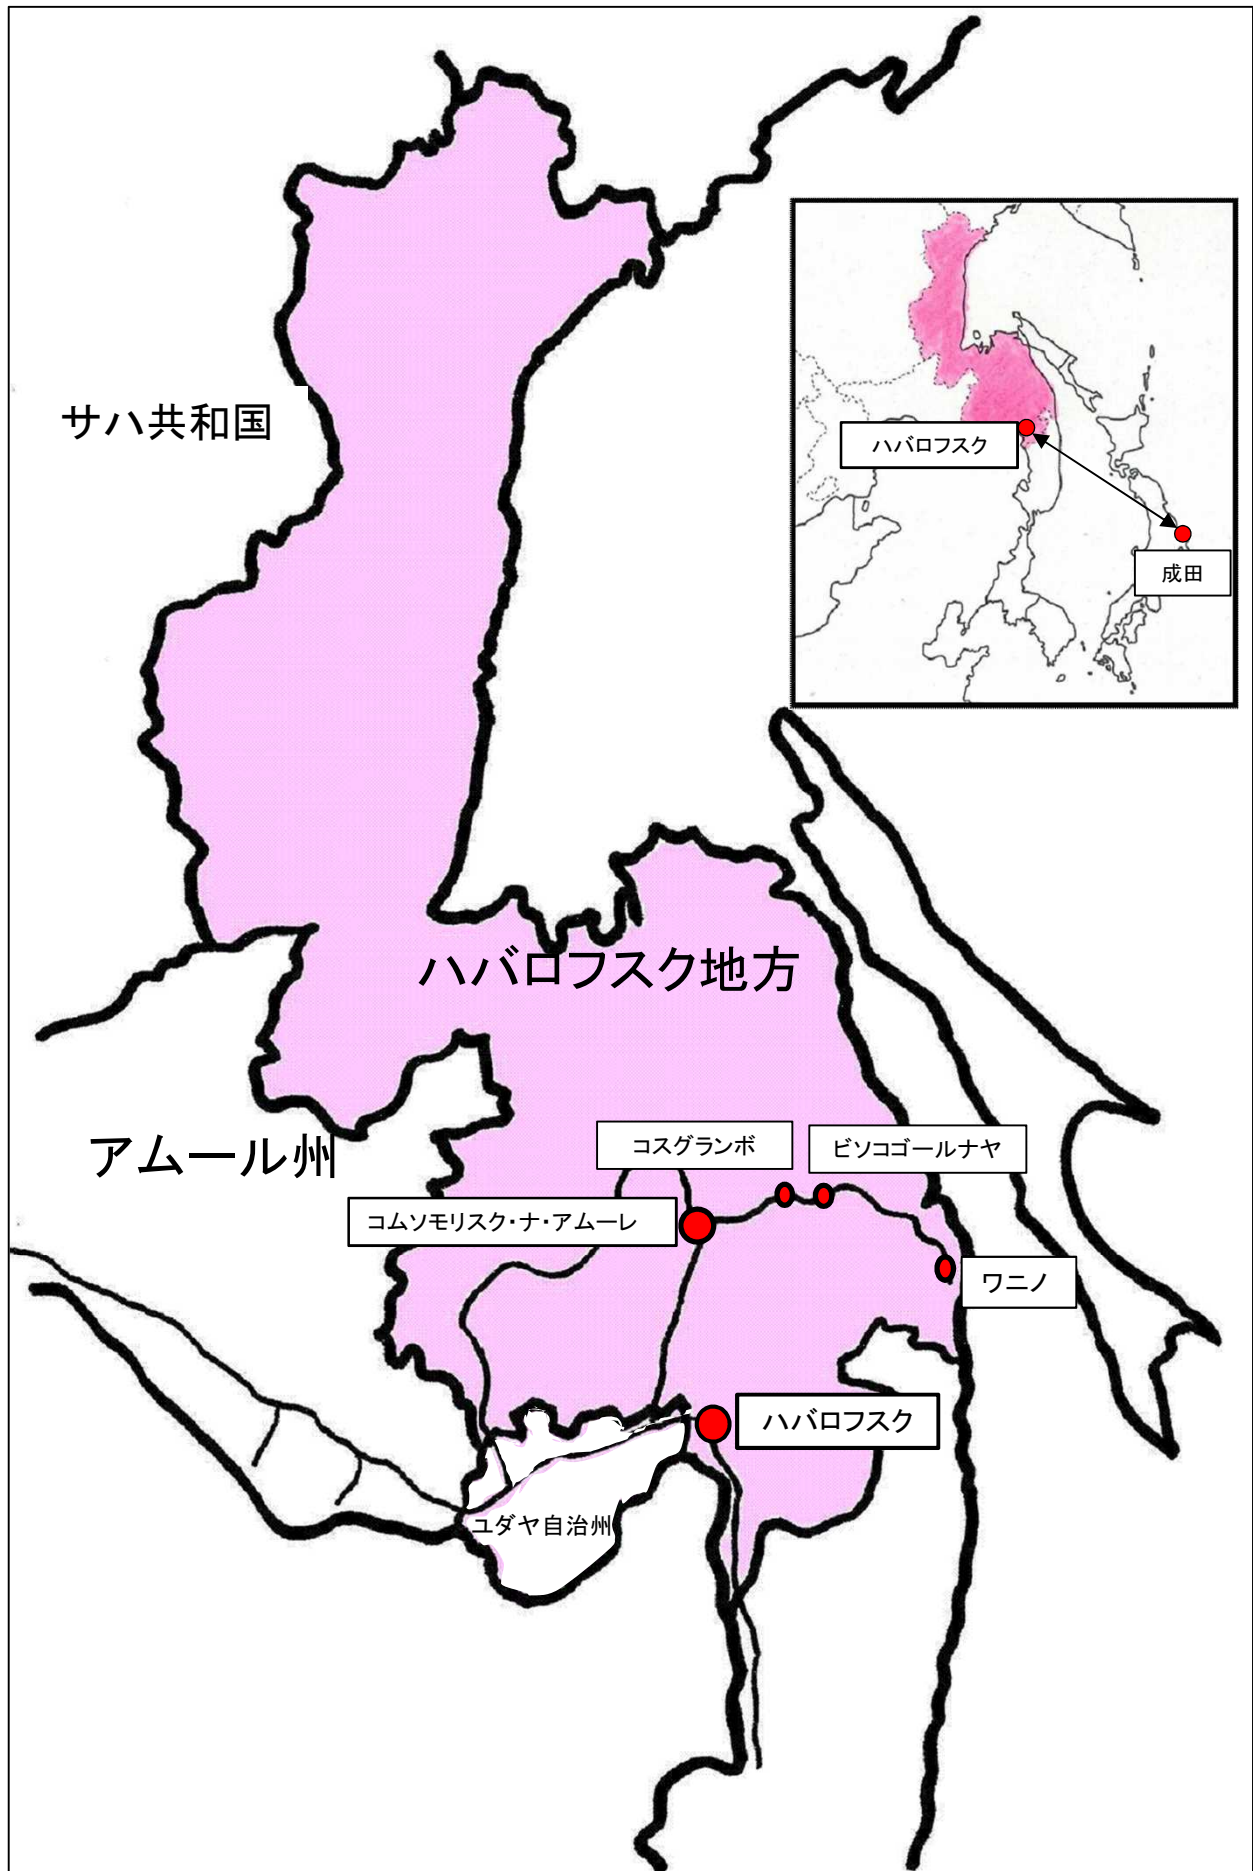 サハ共和国
ハバロフスク
成田
ハバロフスク地方
アムール州
コスグランボ
ビソコゴールナヤ
コムソモリスク・ナ・アムーレ
ワニノ
ハバロフスク
ユダヤ自治州